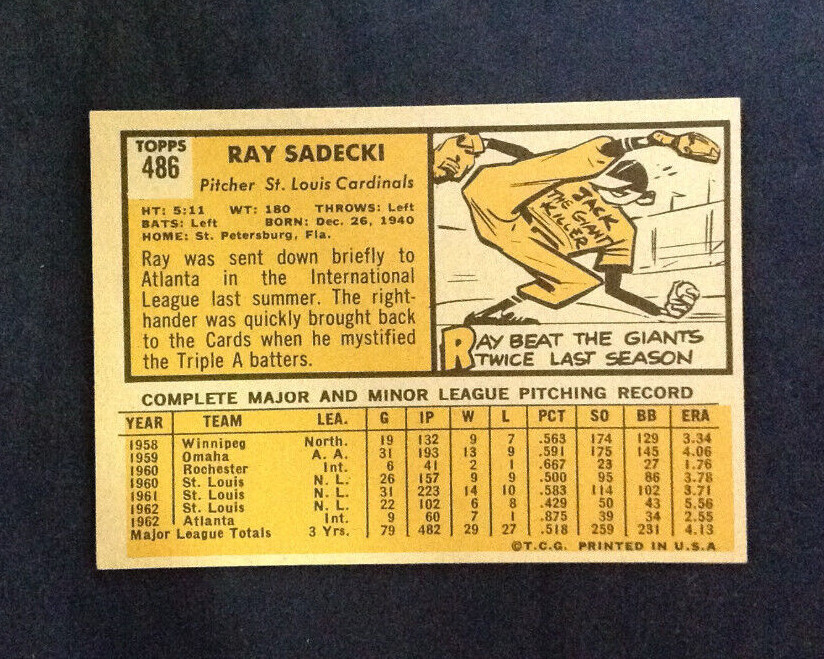 TOPPS
486
RAY SADECKI
Pitcher St. Louis Cardinals
HT: 5:11 WT: 180 THROWS: Left
BATS: Left BORN: Dec. 26, 1940
HOME: St. Petersburg, Fla.
Ray was sent down briefly to
Atlanta in the International
League last summer. The right-
hander was quickly brought back
to the Cards when he mystified
the Triple A batters.
JACK
THE GIANT
KILLER
RAY BEAT THE GIANTS
TWICE LAST SEASON
COMPLETE MAJOR AND MINOR LEAGUE PITCHING RECORD
YEAR TEAM LEA. G IP W L PCT SO BB ERA
1958 Winnipeg North. 19 132 9 7 .563 174 129 3.34
1959 Omaha A. A. 31 193 13 9 .591 175 145 4.06
1960 Rochester Int. 6 41 2 1 .667 23 27 1.76
1960 St. Louis N. L. 26 157 9 9 .500 95 86 3.78
1961 St. Louis N. L. 31 223 14 10 .583 114 102 3.71
1962 St. Louis N. L. 22 102 6 8 .429 50 43 5.56
1962 Atlanta Int. 9 60 7 1 .875 39 34 2.55
Major League Totals 3 Yrs. 79 482 29 27 .518 259 231 4.13
©T.C.G. PRINTED IN U.S.A